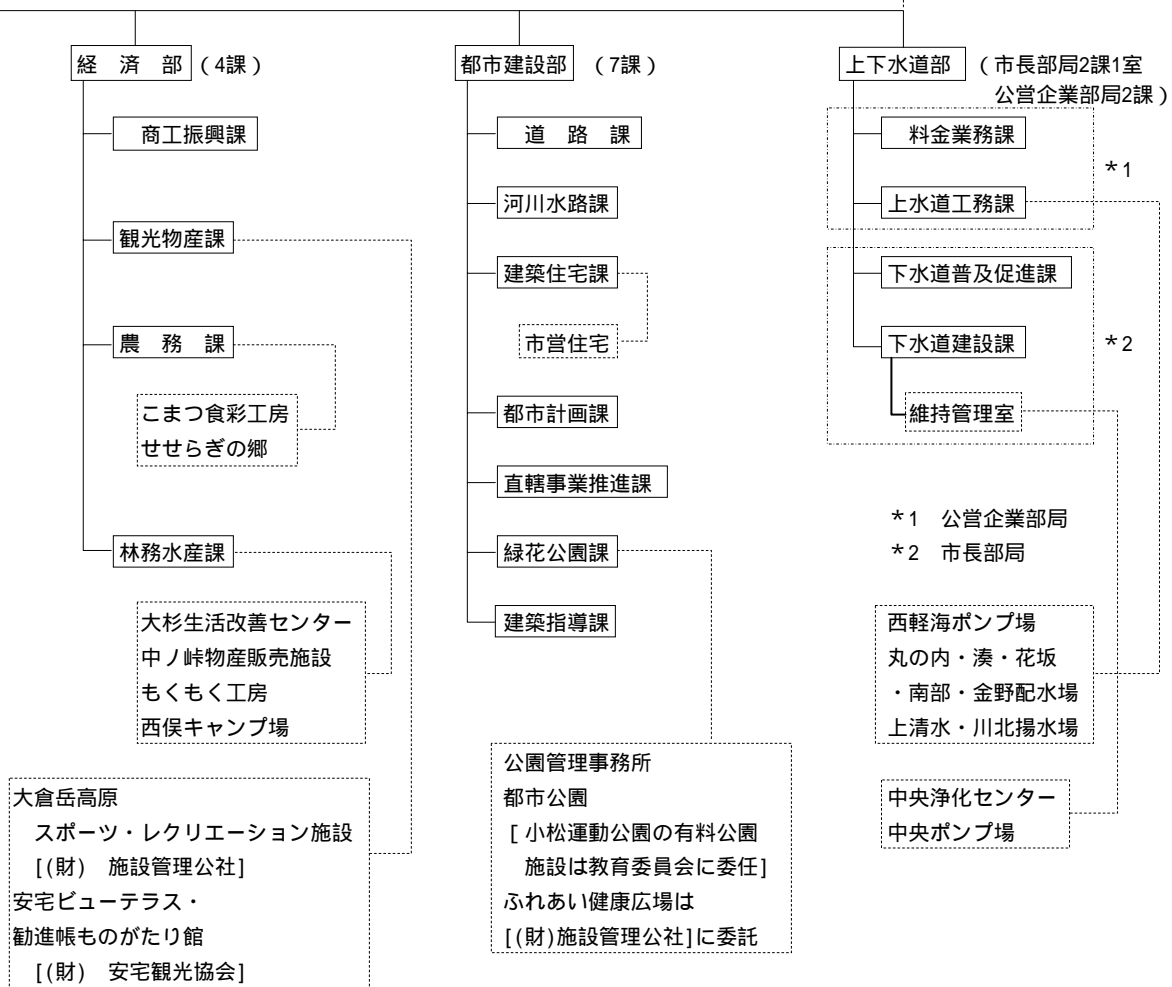 経　済　部　(4課)
商工振興課
観光物産課
農　務　課
こまつ食彩工房
せせらぎの郷
林務水産課
大杉生活改善センター
中ノ峠物産販売施設
もくもく工房
西俣キャンプ場
大倉岳高原
スポーツ・レクリエーション施設
[(財)　施設管理公社]
安宅ビューテラス・
勧進帳ものがたり館
[(財)　安宅観光協会]
都市建設部　(7課)
道　路　課
河川水路課
建築住宅課
市営住宅
都市計画課
直轄事業推進課
緑花公園課
建築指導課
公園管理事務所
都市公園
[小松運動公園の有料公園
施設は教育委員会に委任]
ふれあい健康広場は
[(財)施設管理公社]に委託
上下水道部　(市長部局2課1室
公営企業部局2課)
料金業務課
*1
上水道工務課
下水道普及促進課
下水道建設課
*2
維持管理室
*1　公営企業部局
*2　市長部局
西軽海ポンプ場
丸の内・湊・花坂
・南部・金野配水場
上清水・川北揚水場
中央浄化センター
中央ポンプ場